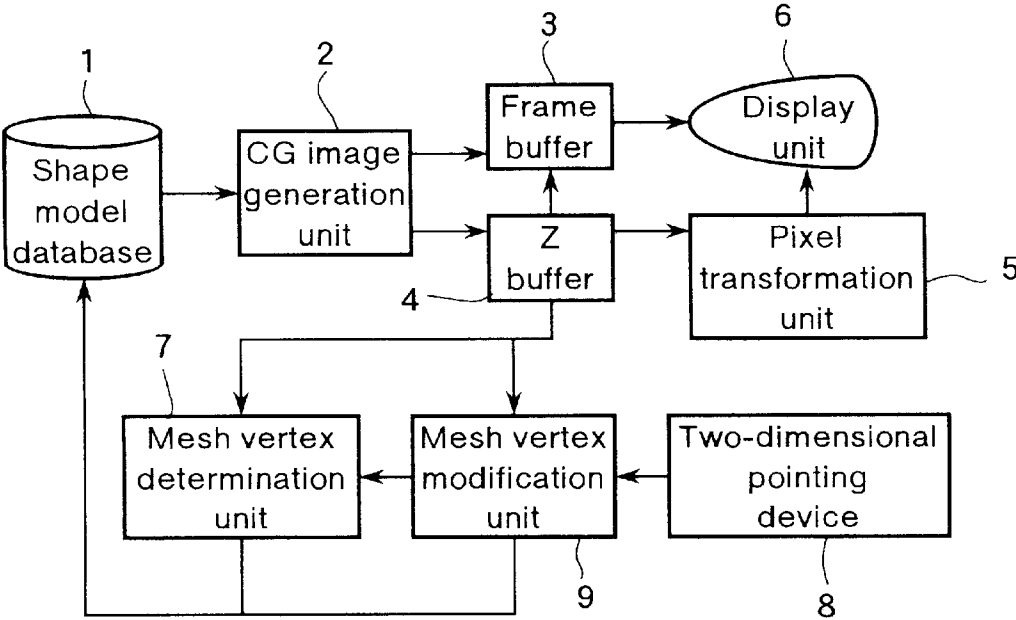 1
Shape
model
database
2
CG image
generation
unit
3
Frame
buffer
6
Display
unit
4
Z
buffer
5
Pixel
transformation
unit
7
Mesh vertex
determination
unit
Mesh vertex
modification
unit
9
Two-dimensional
pointing
device
8